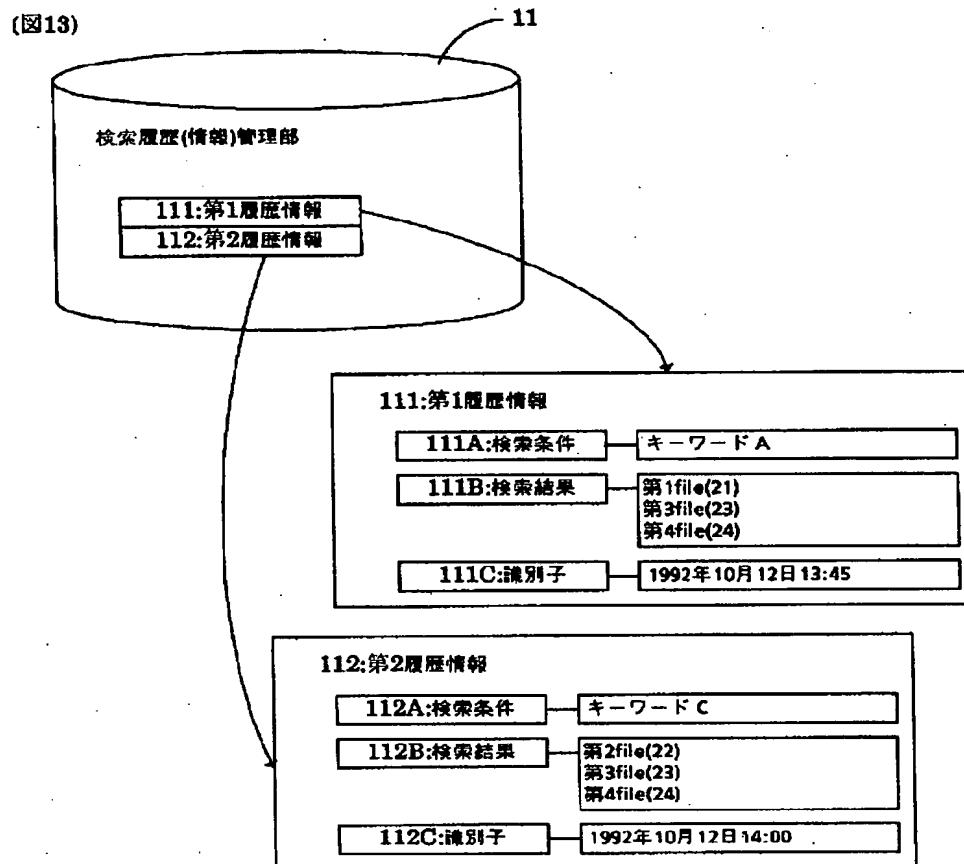 (図13)
11
検索履歴(情報)管理部
111:第1履歴情報
112:第2履歴情報
111:第1履歴情報
111A:検索条件
キーワードA
111B:検索結果
第1file(21)
第3file(23)
第4file(24)
111C:識別子
1992年10月12日13:45
112:第2履歴情報
112A:検索条件
キーワードC
112B:検索結果
第2file(22)
第3file(23)
第4file(24)
112C:識別子
1992年10月12日14:00